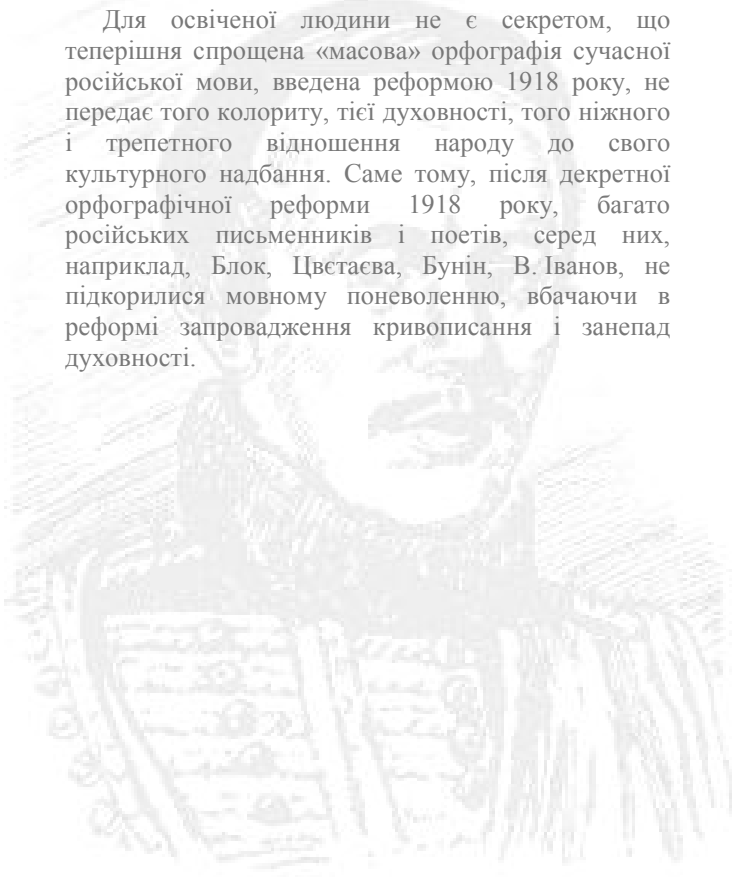 Для освіченої людини не є секретом, що
теперішня спрощена «масова» орфографія сучасної
російської мови, введена реформою 1918 року, не
передає того колориту, тієї духовності, того ніжного
і трепетного відношення народу до свого
культурного надбання. Саме тому, після декретної
орфографічної реформи 1918 року, багато
російських письменників і поетів, серед них,
наприклад, Блок, Цвєтаєва, Бунін, В. Іванов, не
підкорилися мовному поневоленню, вбачаючи в
реформі запровадження кривописання і занепад
духовності.